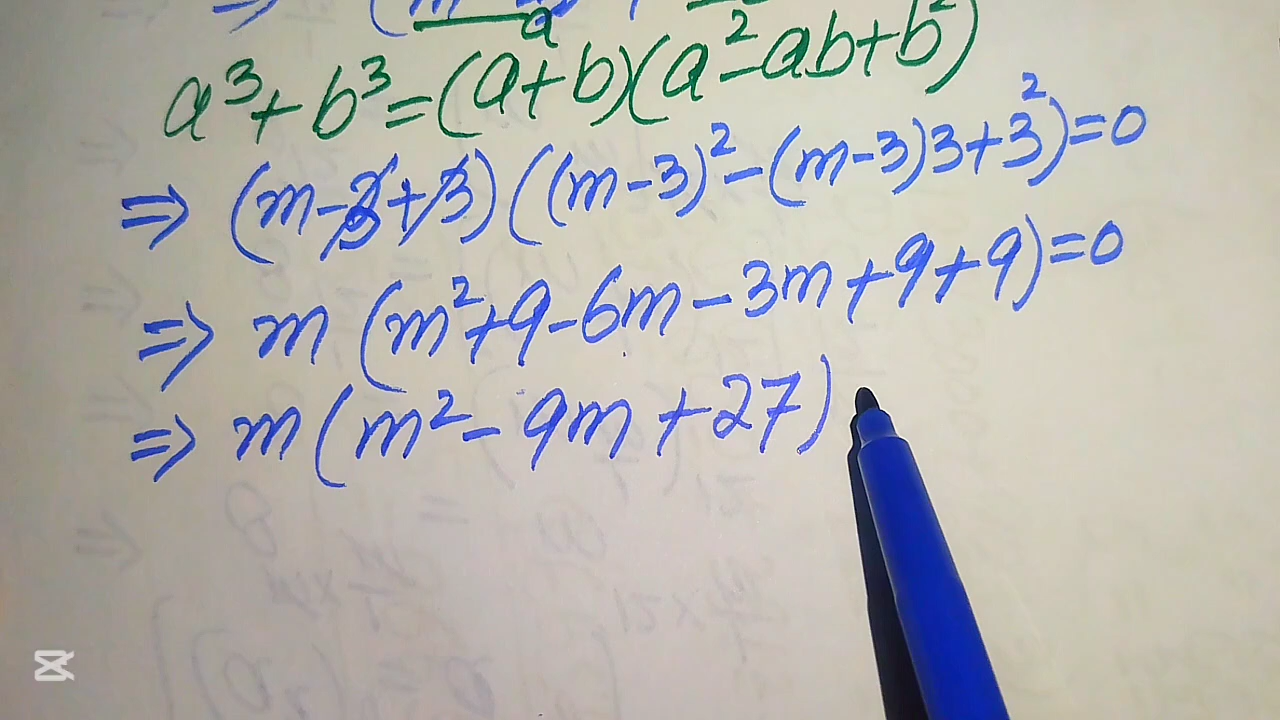 a
a³+b³=(a+b)(a²-ab+b²)
⇒ (m-3+3)((m-3)²-(m-3)3+3²)=0
⇒ m(m²+9-6m-3m+9+9)=0
⇒ m(m²-9m+27)